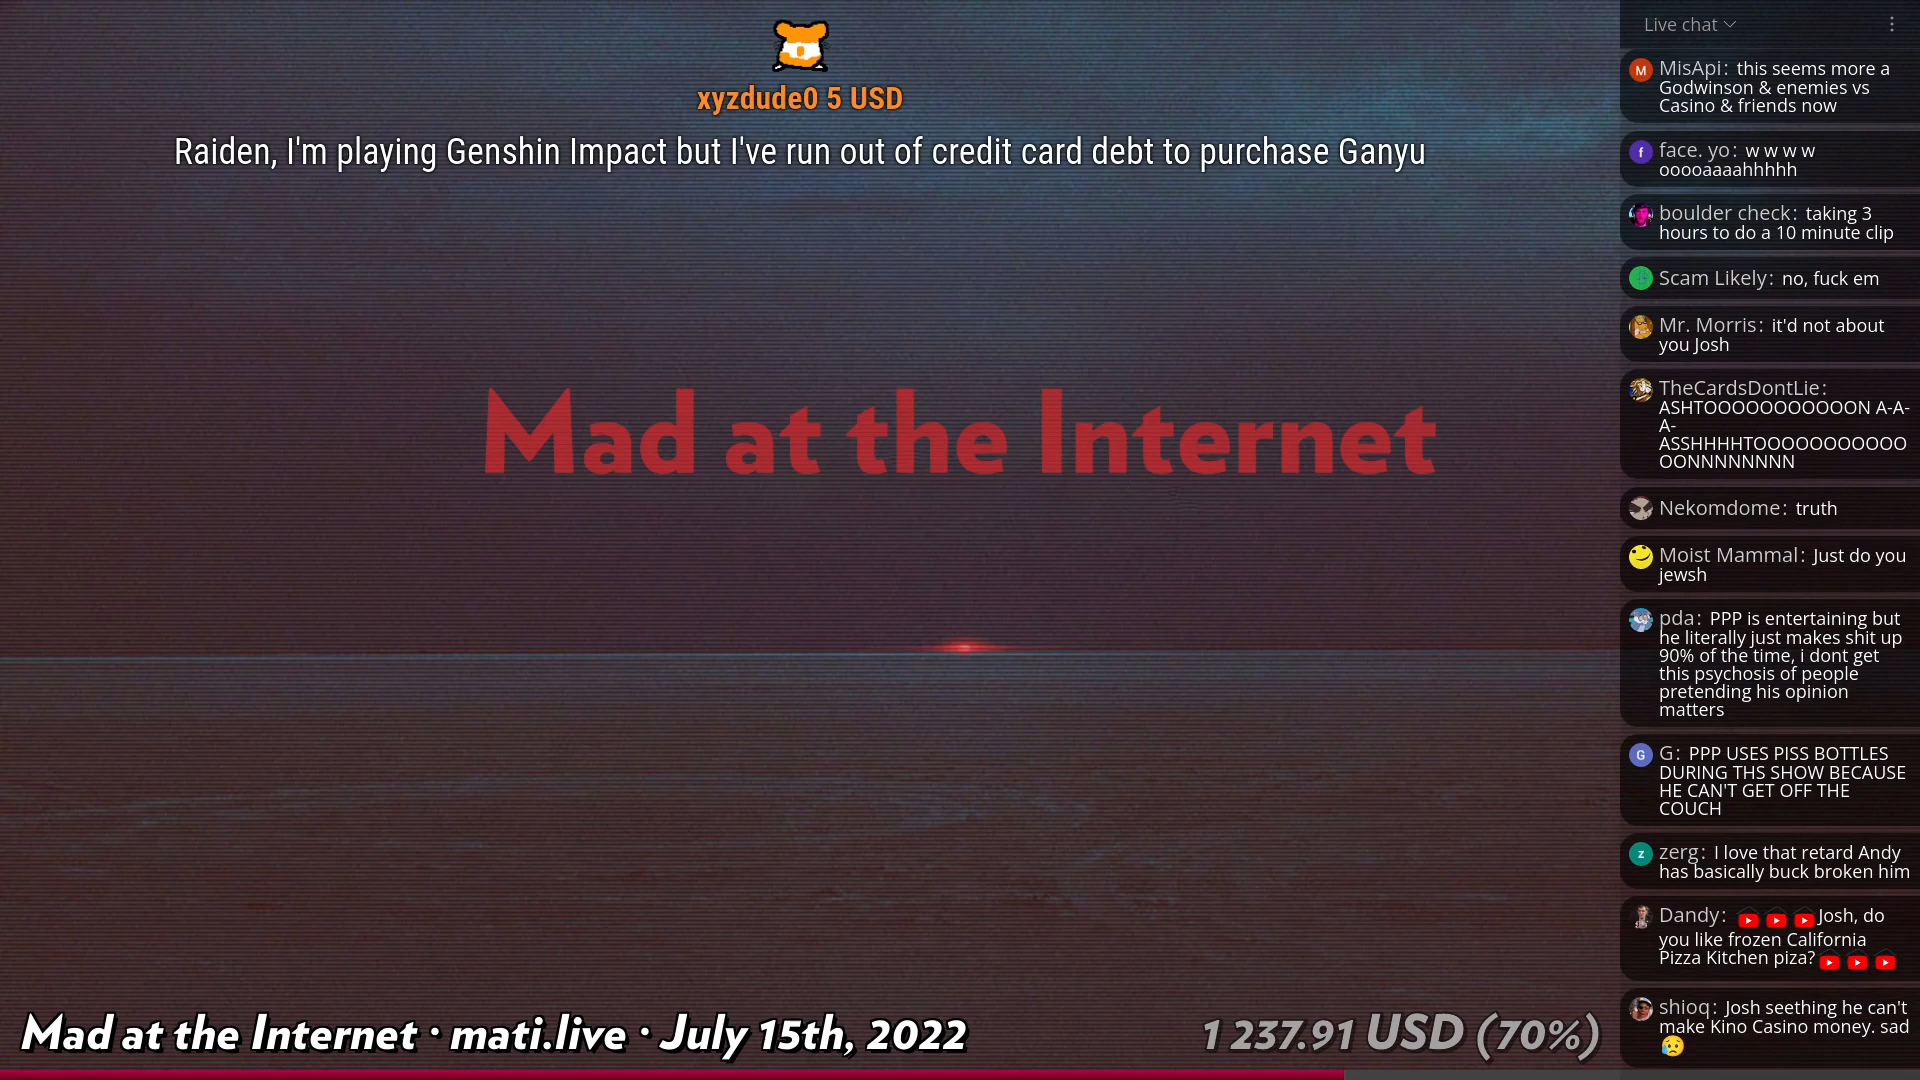 xyzdude0 5 USD
Raiden, I'm playing Genshin Impact but I've run out of credit card debt to purchase Ganyu
Mad at the Internet
Mad at the Internet · mati.live · July 15th, 2022
1 237.91 USD (70%)
Live chat
M
MisApi: this seems more a
Godwinson & enemies vs
Casino & friends now
f
face. yo: w w w w
ooooaaaahhhhh
boulder check: taking 3
hours to do a 10 minute clip
Scam Likely: no, fuck em
Mr. Morris: it'd not about
you Josh
TheCardsDontLie:
ASHTOOOOOOOOOOON A-A-
A-
ASSHHHHTOOOOOOOOOOO
OONNNNNNNN
Nekomdome: truth
Moist Mammal: Just do you
jewsh
pda: PPP is entertaining but
he literally just makes shit up
90% of the time, i dont get
this psychosis of people
pretending his opinion
matters
G
G: PPP USES PISS BOTTLES
DURING THS SHOW BECAUSE
HE CAN'T GET OFF THE
COUCH
z
zerg: I love that retard Andy
has basically buck broken him
Dandy: Josh, do
you like frozen California
Pizza Kitchen piza?
shioq: Josh seething he can't
make Kino Casino money. sad
😥